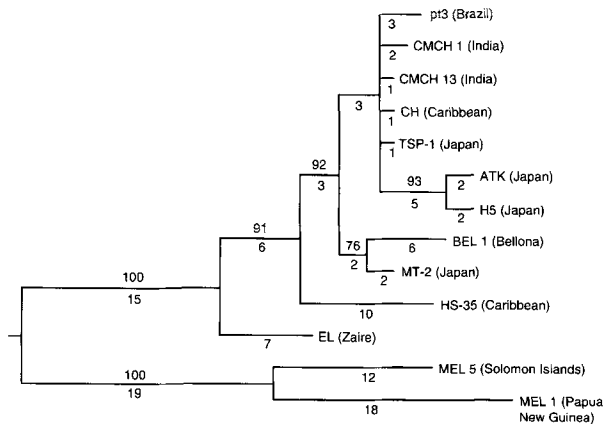 pt3 (Brazil)
3
CMCH 1 (India)
2
CMCH 13 (India)
1
3
CH (Caribbean)
1
TSP-1 (Japan)
1
92
3
93
5
ATK (Japan)
2
H5 (Japan)
2
91
6
76
2
BEL 1 (Bellona)
6
MT-2 (Japan)
2
100
15
HS-35 (Caribbean)
10
EL (Zaire)
7
100
19
MEL 5 (Solomon Islands)
12
MEL 1 (Papua
New Guinea)
18